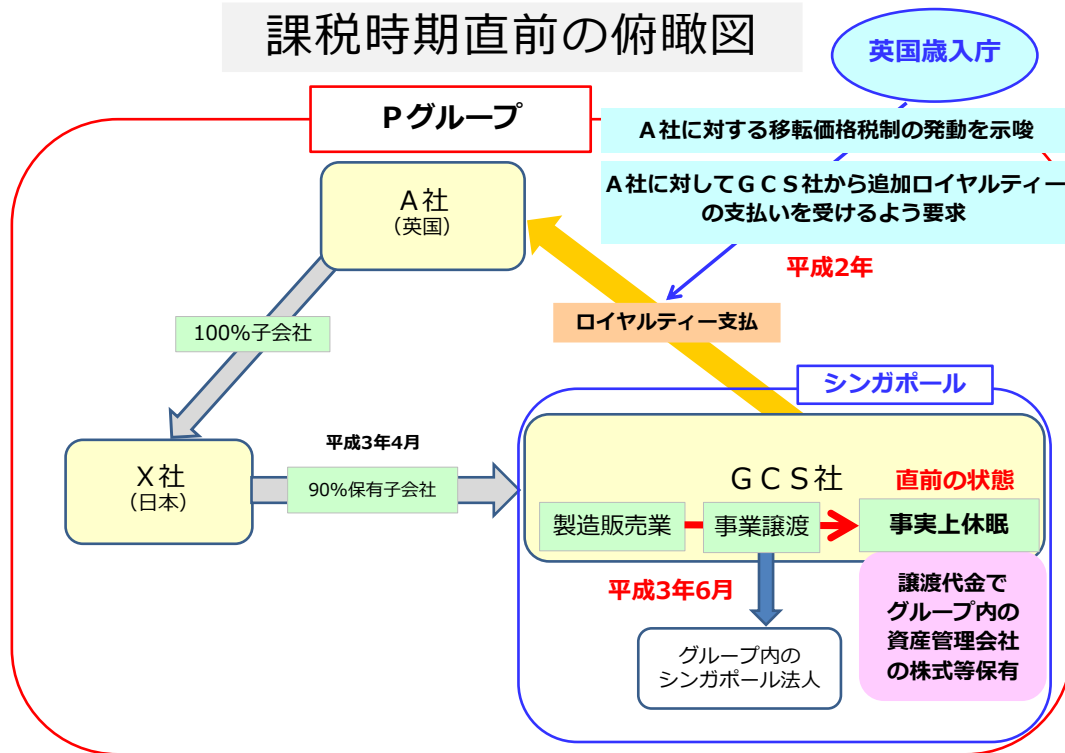 課税時期直前の俯瞰図
英国歳入庁
Pグループ
A社に対する移転価格税制の発動を示唆
A社に対してGCS社から追加ロイヤルティー
の支払いを受けるよう要求
平成2年
A社
(英国)
ロイヤルティー支払
100%子会社
シンガポール
平成3年4月
X社
(日本)
90%保有子会社
GCS社
直前の状態
製造販売業
事業譲渡
事実上休眠
平成3年6月
譲渡代金で
グループ内の
資産管理会社
の株式等保有
グループ内の
シンガポール法人